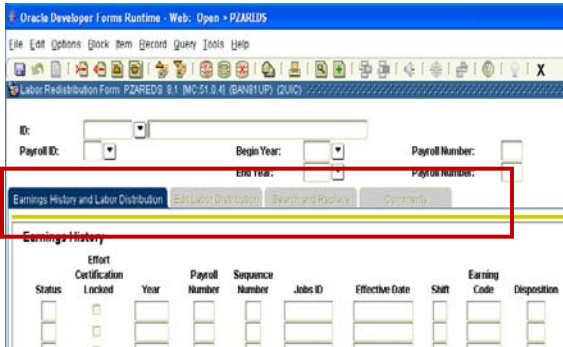 Oracle Developer Forms Runtime - Web: Open > PZAREDS
File Edit Options Block Item Record Query Tools Help
X
Labor Redistribution Form PZAREDS 8.1 [MC:51.0.4] (BAN81UP) (2UIC)
ID:
Payroll ID: Begin Year: Payroll Number:
End Year: Payroll Number:
Earnings History and Labor Distribution Edit Labor Distribution Search and Replace Comments
Earnings History
Effort
Certification Payroll Sequence Earning
Status Locked Year Number Number Jobs ID Effective Date Shift Code Disposition